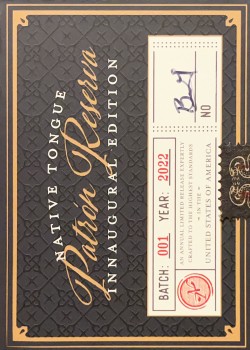 NATIVE TONGUE
Patrón Reserva
INNAUGURAL EDITION
BATCH: 001 YEAR: 2022
AN ANNUAL LIMITED RELEASE EXPERTLY
CRAFTED TO THE HIGHEST STANDARDS
IN THE
UNITED STATES OF AMERICA
NO